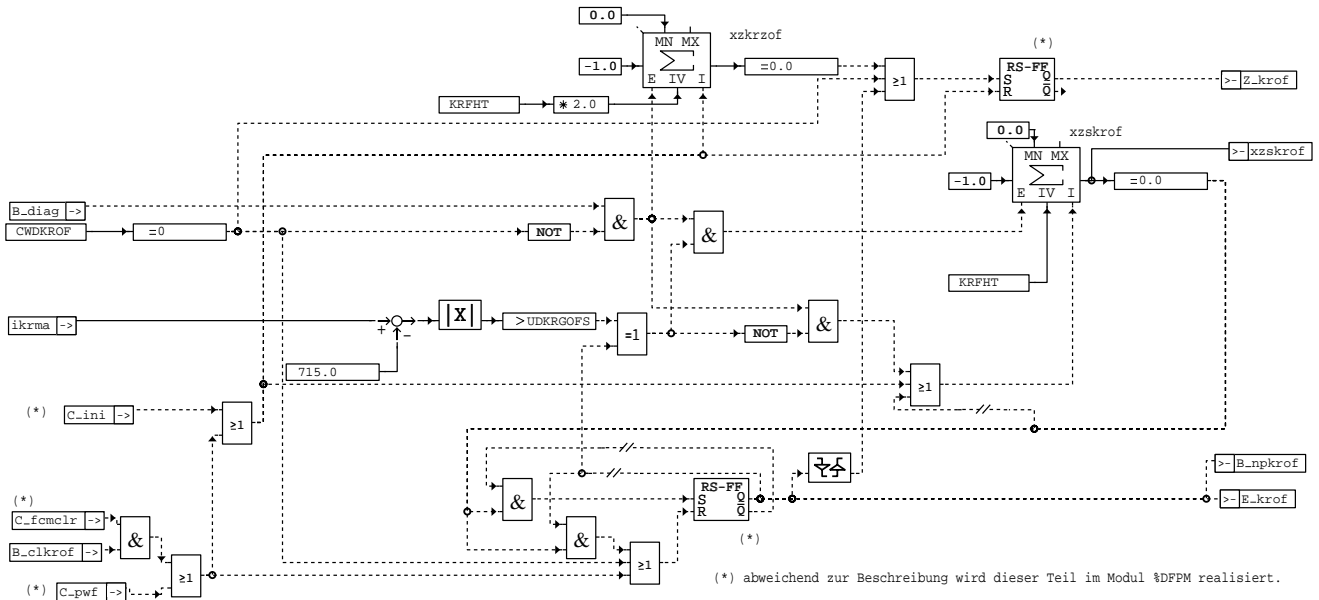 0.0
xzkrzof
(*)
MN MX
-1.0
=0.0
RS-FF
E IV I
≥1
S Q
R Q
>- Z_krof
KRFHT
* 2.0
0.0
xzskrof
MN MX
>- xzskrof
-1.0
=0.0
E IV I
B_diag ->
&
CWDKROF
=0
NOT
&
KRFHT
ikrma ->
+
−
|X|
>UDKRGOFS
=1
NOT
&
715.0
≥1
(*) C_ini ->
≥1
//
//
//
>- B_npkrof
RS-FF
S Q
R Q
>- E_krof
&
(*)
C_fcmclr ->
&
&
(*)
B_clkrof ->
≥1
≥1
(*) C_pwf ->
(*) abweichend zur Beschreibung wird dieser Teil im Modul %DFPM realisiert.